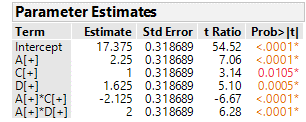 Parameter Estimates
Term Estimate Std Error t Ratio Prob>|t|
Intercept 17.375 0.318689 54.52 <.0001*
A[+] 2.25 0.318689 7.06 <.0001*
C[+] 1 0.318689 3.14 0.0105*
D[+] 1.625 0.318689 5.10 0.0005*
A[+]*C[+] -2.125 0.318689 -6.67 <.0001*
A[+]*D[+] 2 0.318689 6.28 <.0001*